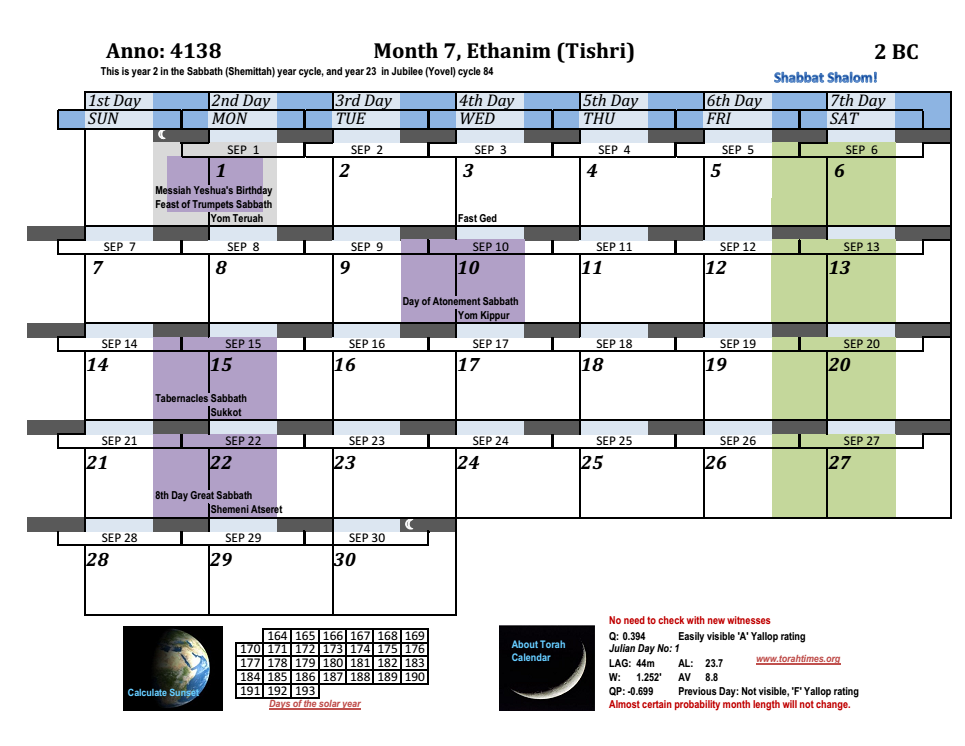 Anno: 4138 Month 7, Ethanim (Tishri) 2 BC
This is year 2 in the Sabbath (Shemittah) year cycle, and year 23 in Jubilee (Yovel) cycle 84
Shabbat Shalom!
1st Day 2nd Day 3rd Day 4th Day 5th Day 6th Day 7th Day
SUN MON TUE WED THU FRI SAT
SEP 1 SEP 2 SEP 3 SEP 4 SEP 5 SEP 6
1 2 3 4 5 6
Messiah Yeshua's Birthday
Feast of Trumpets Sabbath
Yom Teruah Fast Ged
SEP 7 SEP 8 SEP 9 SEP 10 SEP 11 SEP 12 SEP 13
7 8 9 10 11 12 13
Day of Atonement Sabbath
Yom Kippur
SEP 14 SEP 15 SEP 16 SEP 17 SEP 18 SEP 19 SEP 20
14 15 16 17 18 19 20
Tabernacles Sabbath
Sukkot
SEP 21 SEP 22 SEP 23 SEP 24 SEP 25 SEP 26 SEP 27
21 22 23 24 25 26 27
8th Day Great Sabbath
Shemeni Atseret
SEP 28 SEP 29 SEP 30
28 29 30
Calculate Sunset
164 165 166 167 168 169
170 171 172 173 174 175 176
177 178 179 180 181 182 183
184 185 186 187 188 189 190
191 192 193
Days of the solar year
About Torah
Calendar
No need to check with new witnesses
Q: 0.394 Easily visible 'A' Yallop rating
Julian Day No: 1
LAG: 44m AL: 23.7 www.torahtimes.org
W: 1.252' AV 8.8
QP: -0.699 Previous Day: Not visible, 'F' Yallop rating
Almost certain probability month length will not change.